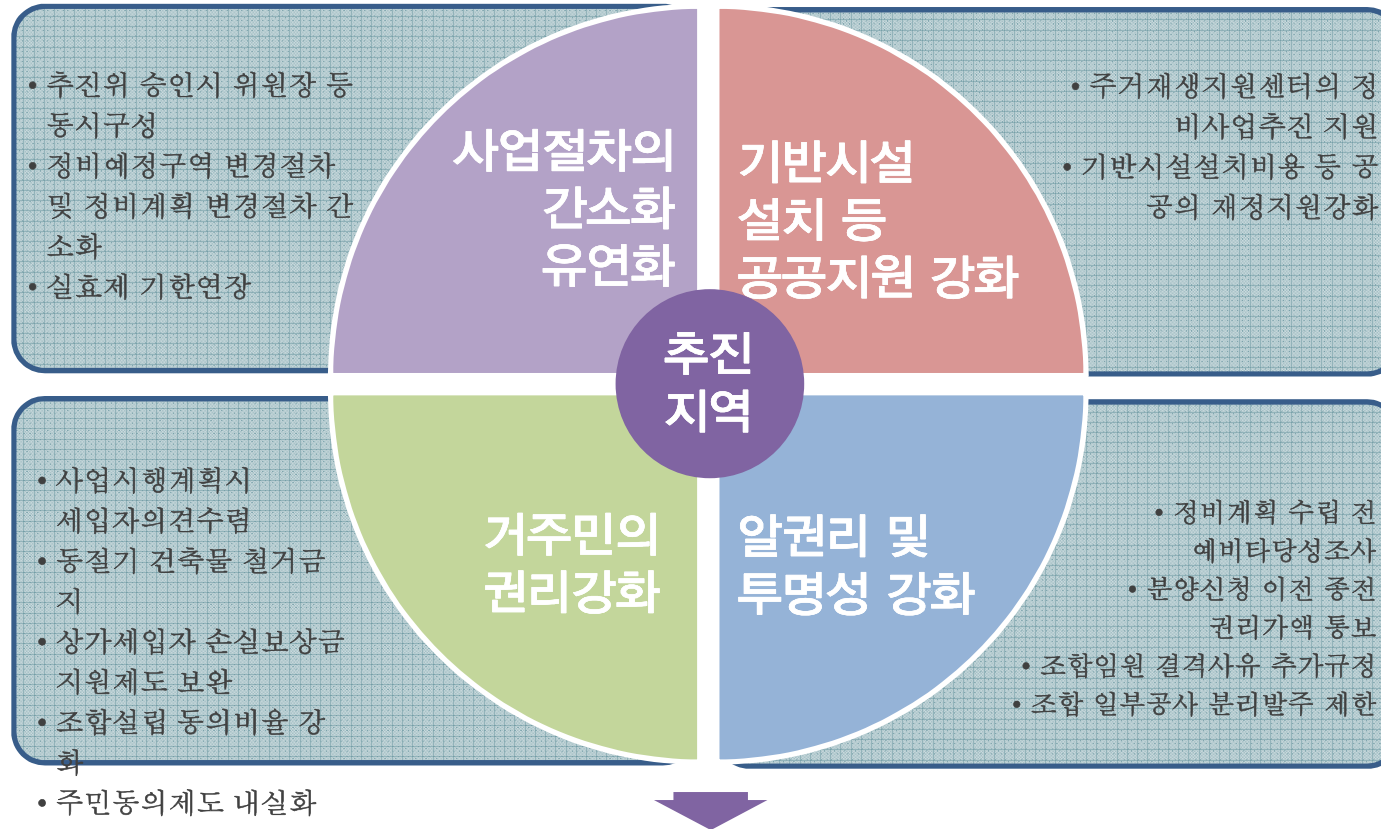 • 추진위 승인시 위원장 등
동시구성
• 정비예정구역 변경절차
및 정비계획 변경절차 간
소화
• 실효제 기한연장
사업절차의
간소화
유연화
기반시설
설치 등
공공지원 강화
• 주거재생지원센터의 정
비사업추진 지원
• 기반시설설치비용 등 공
공의 재정지원강화
추진
지역
• 사업시행계획시
세입자의견수렴
• 동절기 건축물 철거금
지
• 상가세입자 손실보상금
지원제도 보완
• 조합설립 동의비율 강
화
• 주민동의제도 내실화
거주민의
권리강화
알권리 및
투명성 강화
• 정비계획 수립 전
예비타당성조사
• 분양신청 이전 종전
권리가액 통보
• 조합임원 결격사유 추가규정
• 조합 일부공사 분리발주 제한